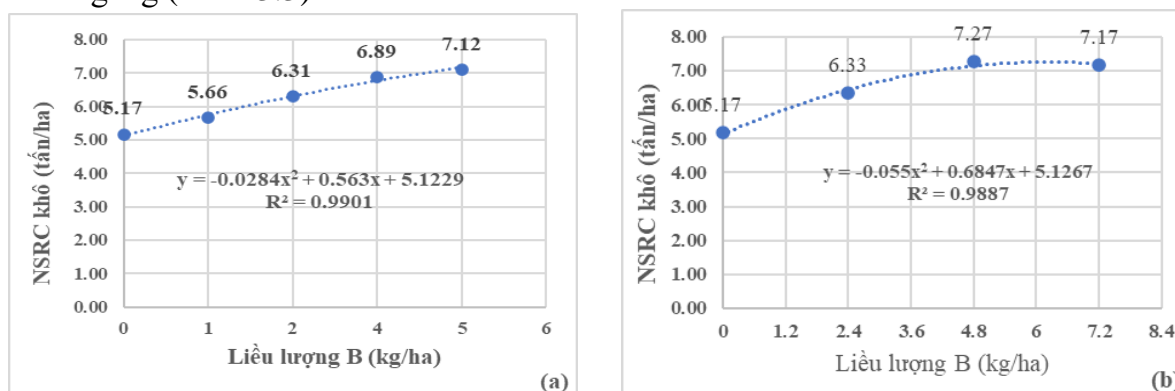 8.00
7.00
6.00
5.00
4.00
3.00
2.00
1.00
0.00
NSRC khô (tấn/ha)
5.17
5.66
6.31
6.89
7.12
y = -0.0284x² + 0.563x + 5.1229
R² = 0.9901
0 1 2 4 5 6
Liều lượng B (kg/ha)
(a)
8.00
7.00
6.00
5.00
4.00
3.00
2.00
1.00
0.00
NSRC khô (tấn/ha)
5.17
6.33
7.27
7.17
y = -0.055x² + 0.6847x + 5.1267
R² = 0.9887
0 1.2 2.4 3.6 4.8 6 7.2 8.4
Liều lượng B (kg/ha)
(b)